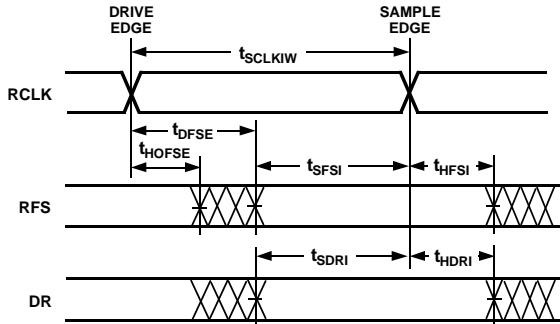 DRIVE
EDGE
SAMPLE
EDGE
tSCLKIW
RCLK
tDFSE
tHOFSE
tSFSI
tHFSI
RFS
tSDRI
tHDRI
DR